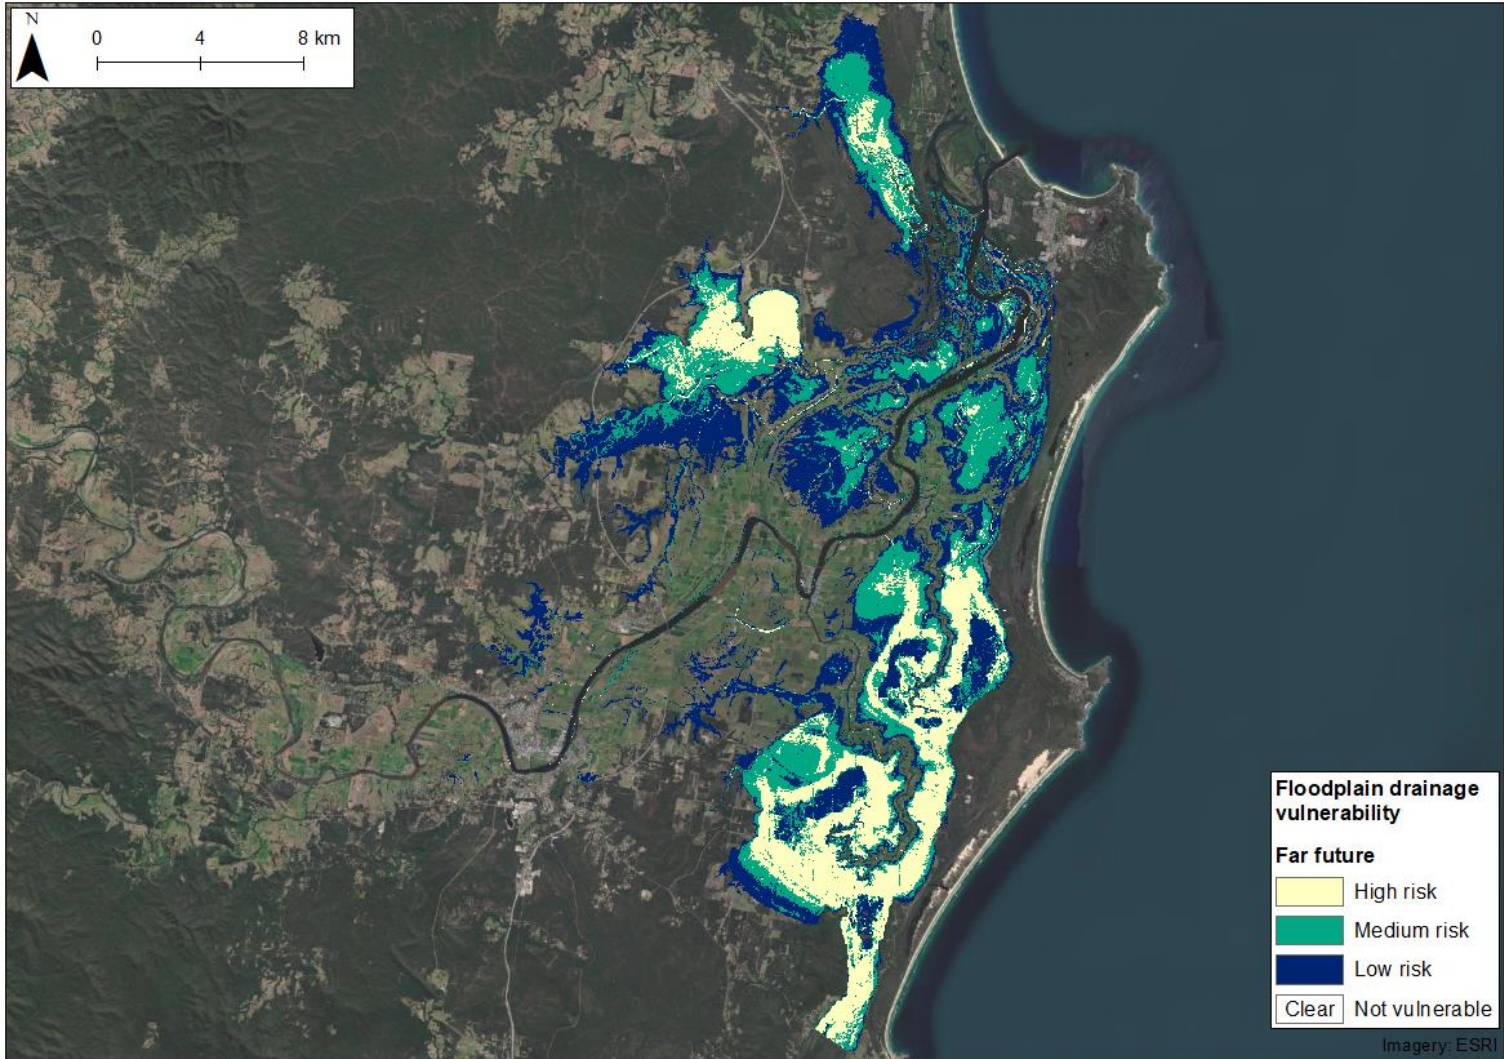 N
0 4 8 km
Floodplain drainage
vulnerability
Far future
High risk
Medium risk
Low risk
Clear Not vulnerable
Imagery: ESRI